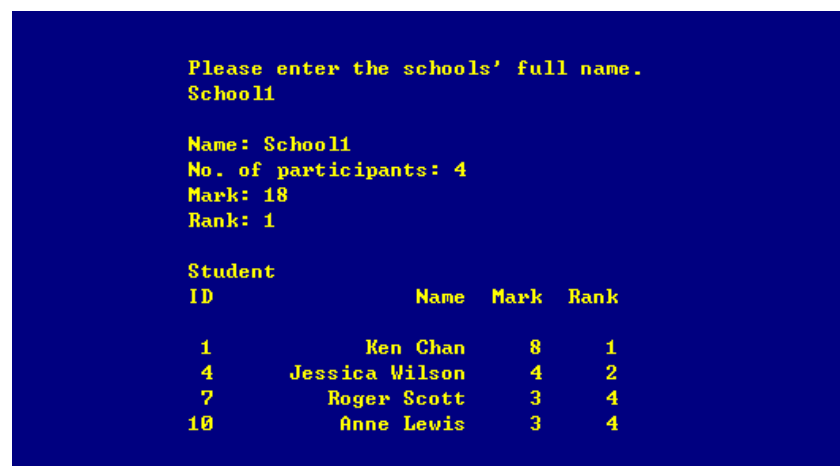 Please enter the schools' full name.
School1
Name: School1
No. of participants: 4
Mark: 18
Rank: 1
Student
ID Name Mark Rank
1 Ken Chan 8 1
4 Jessica Wilson 4 2
7 Roger Scott 3 4
10 Anne Lewis 3 4